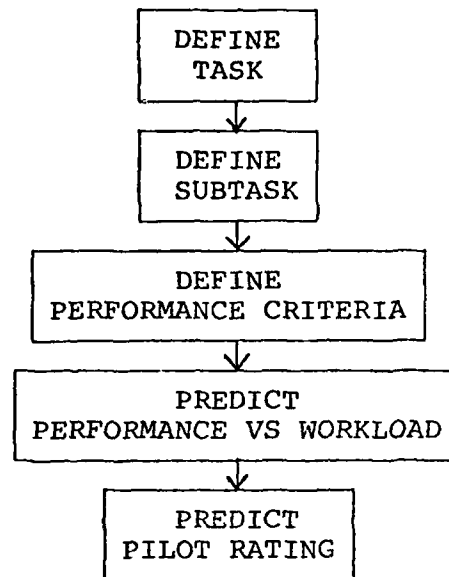 DEFINE
TASK
DEFINE
SUBTASK
DEFINE
PERFORMANCE CRITERIA
PREDICT
PERFORMANCE VS WORKLOAD
PREDICT
PILOT RATING